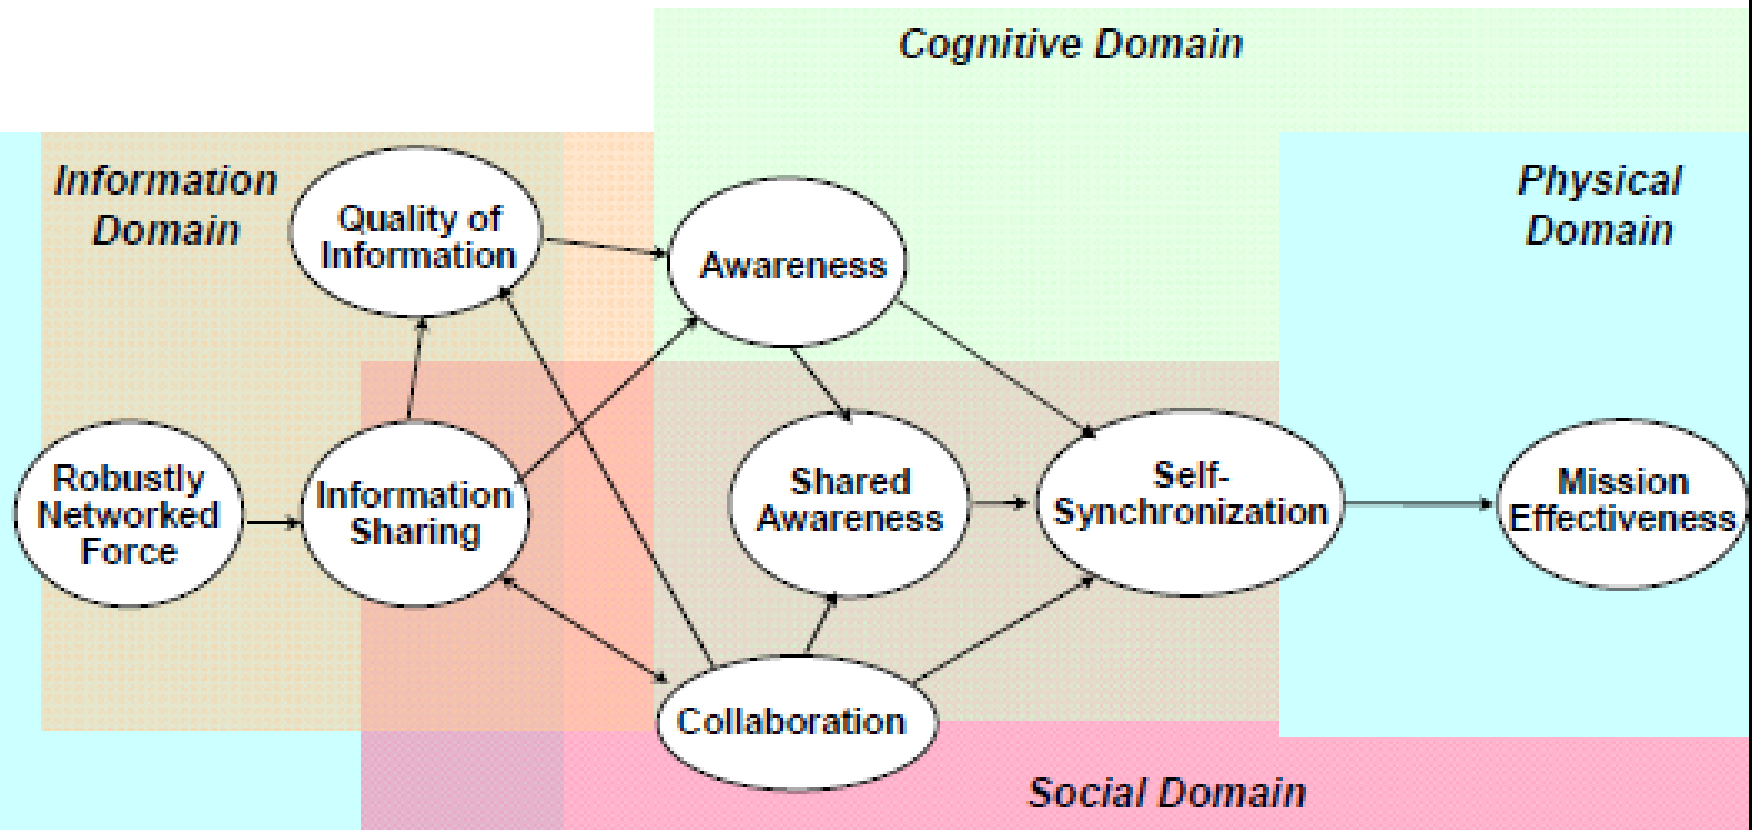 Cognitive Domain
Information
Domain
Quality of
Information
Awareness
Physical
Domain
Robustly
Networked
Force
Information
Sharing
Shared
Awareness
Self-
Synchronization
Mission
Effectiveness
Collaboration
Social Domain